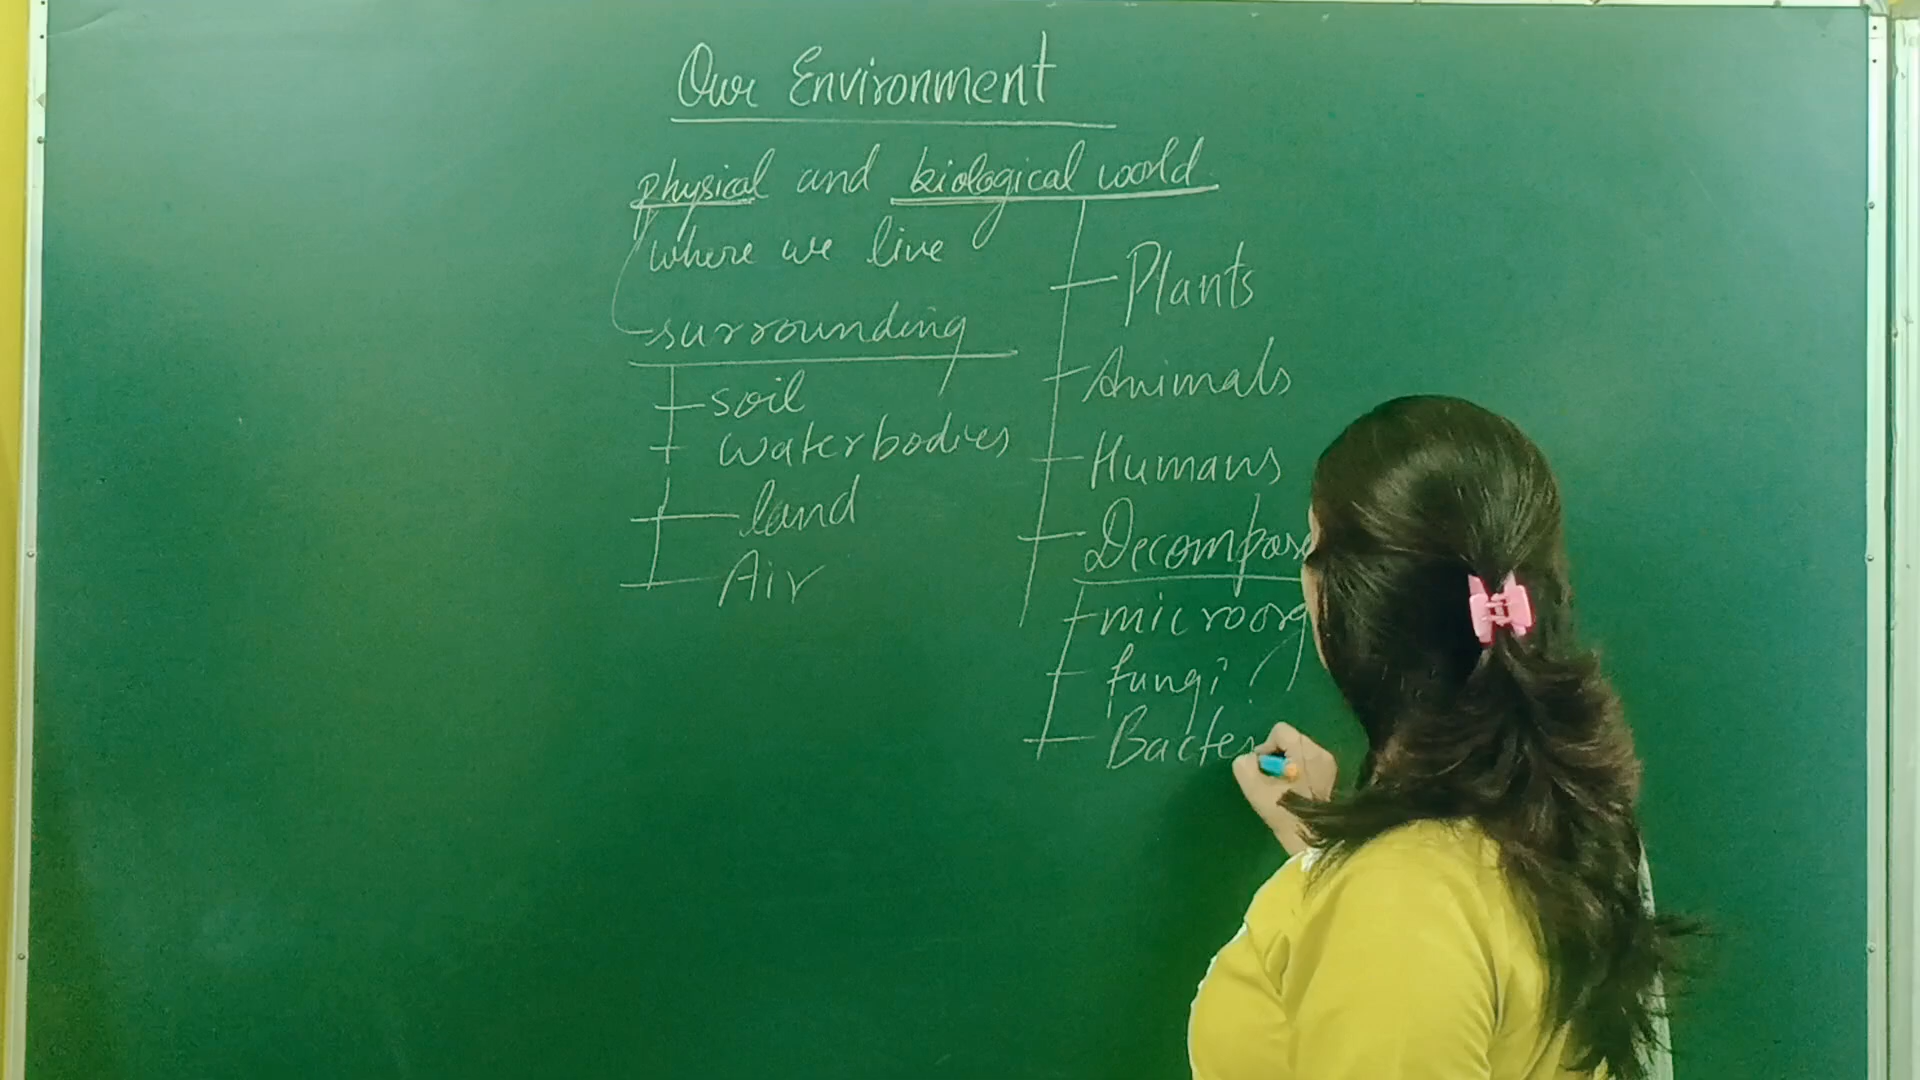 Our Environment
physical and biological world
where we live
surrounding
soil
waterbodies
land
Air
Plants
Animals
Humans
Decompose
microorg
fungi
Bacter